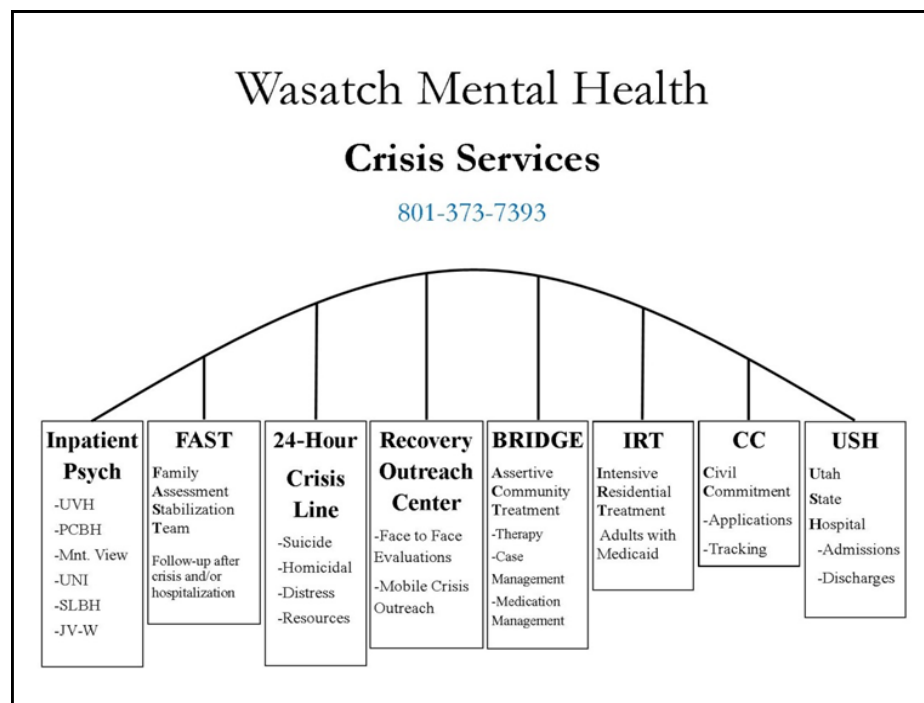 Wasatch Mental Health
Crisis Services
801-373-7393
Inpatient
Psych
-UVH
-PCBH
-Mnt. View
-UNI
-SLBH
-JV-W
FAST
Family
Assessment
Stabilization
Team
Follow-up after
crisis and/or
hospitalization
24-Hour
Crisis
Line
-Suicide
-Homicidal
-Distress
-Resources
Recovery
Outreach
Center
-Face to Face
Evaluations
-Mobile Crisis
Outreach
BRIDGE
Assertive
Community
Treatment
-Therapy
-Case
Management
-Medication
Management
IRT
Intensive
Residential
Treatment
Adults with
Medicaid
CC
Civil
Commitment
-Applications
-Tracking
USH
Utah
State
Hospital
-Admissions
-Discharges